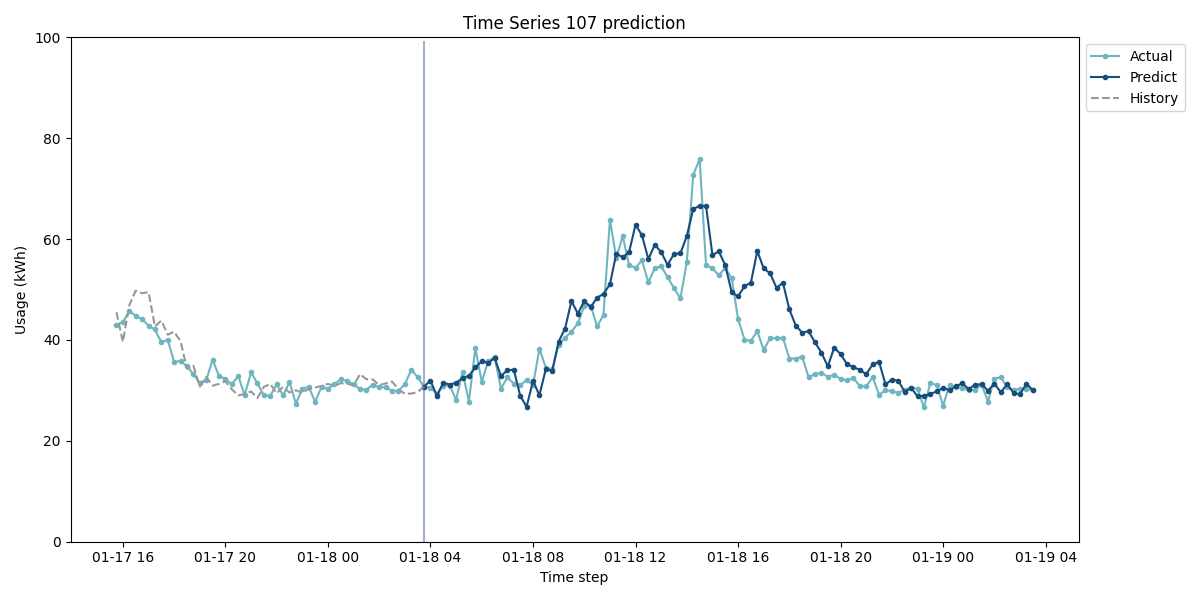 Time Series 107 prediction
Usage (kWh)
100
80
60
40
20
0
01-17 16
01-17 20
01-18 00
01-18 04
01-18 08
01-18 12
01-18 16
01-18 20
01-19 00
01-19 04
Time step
Actual
Predict
History